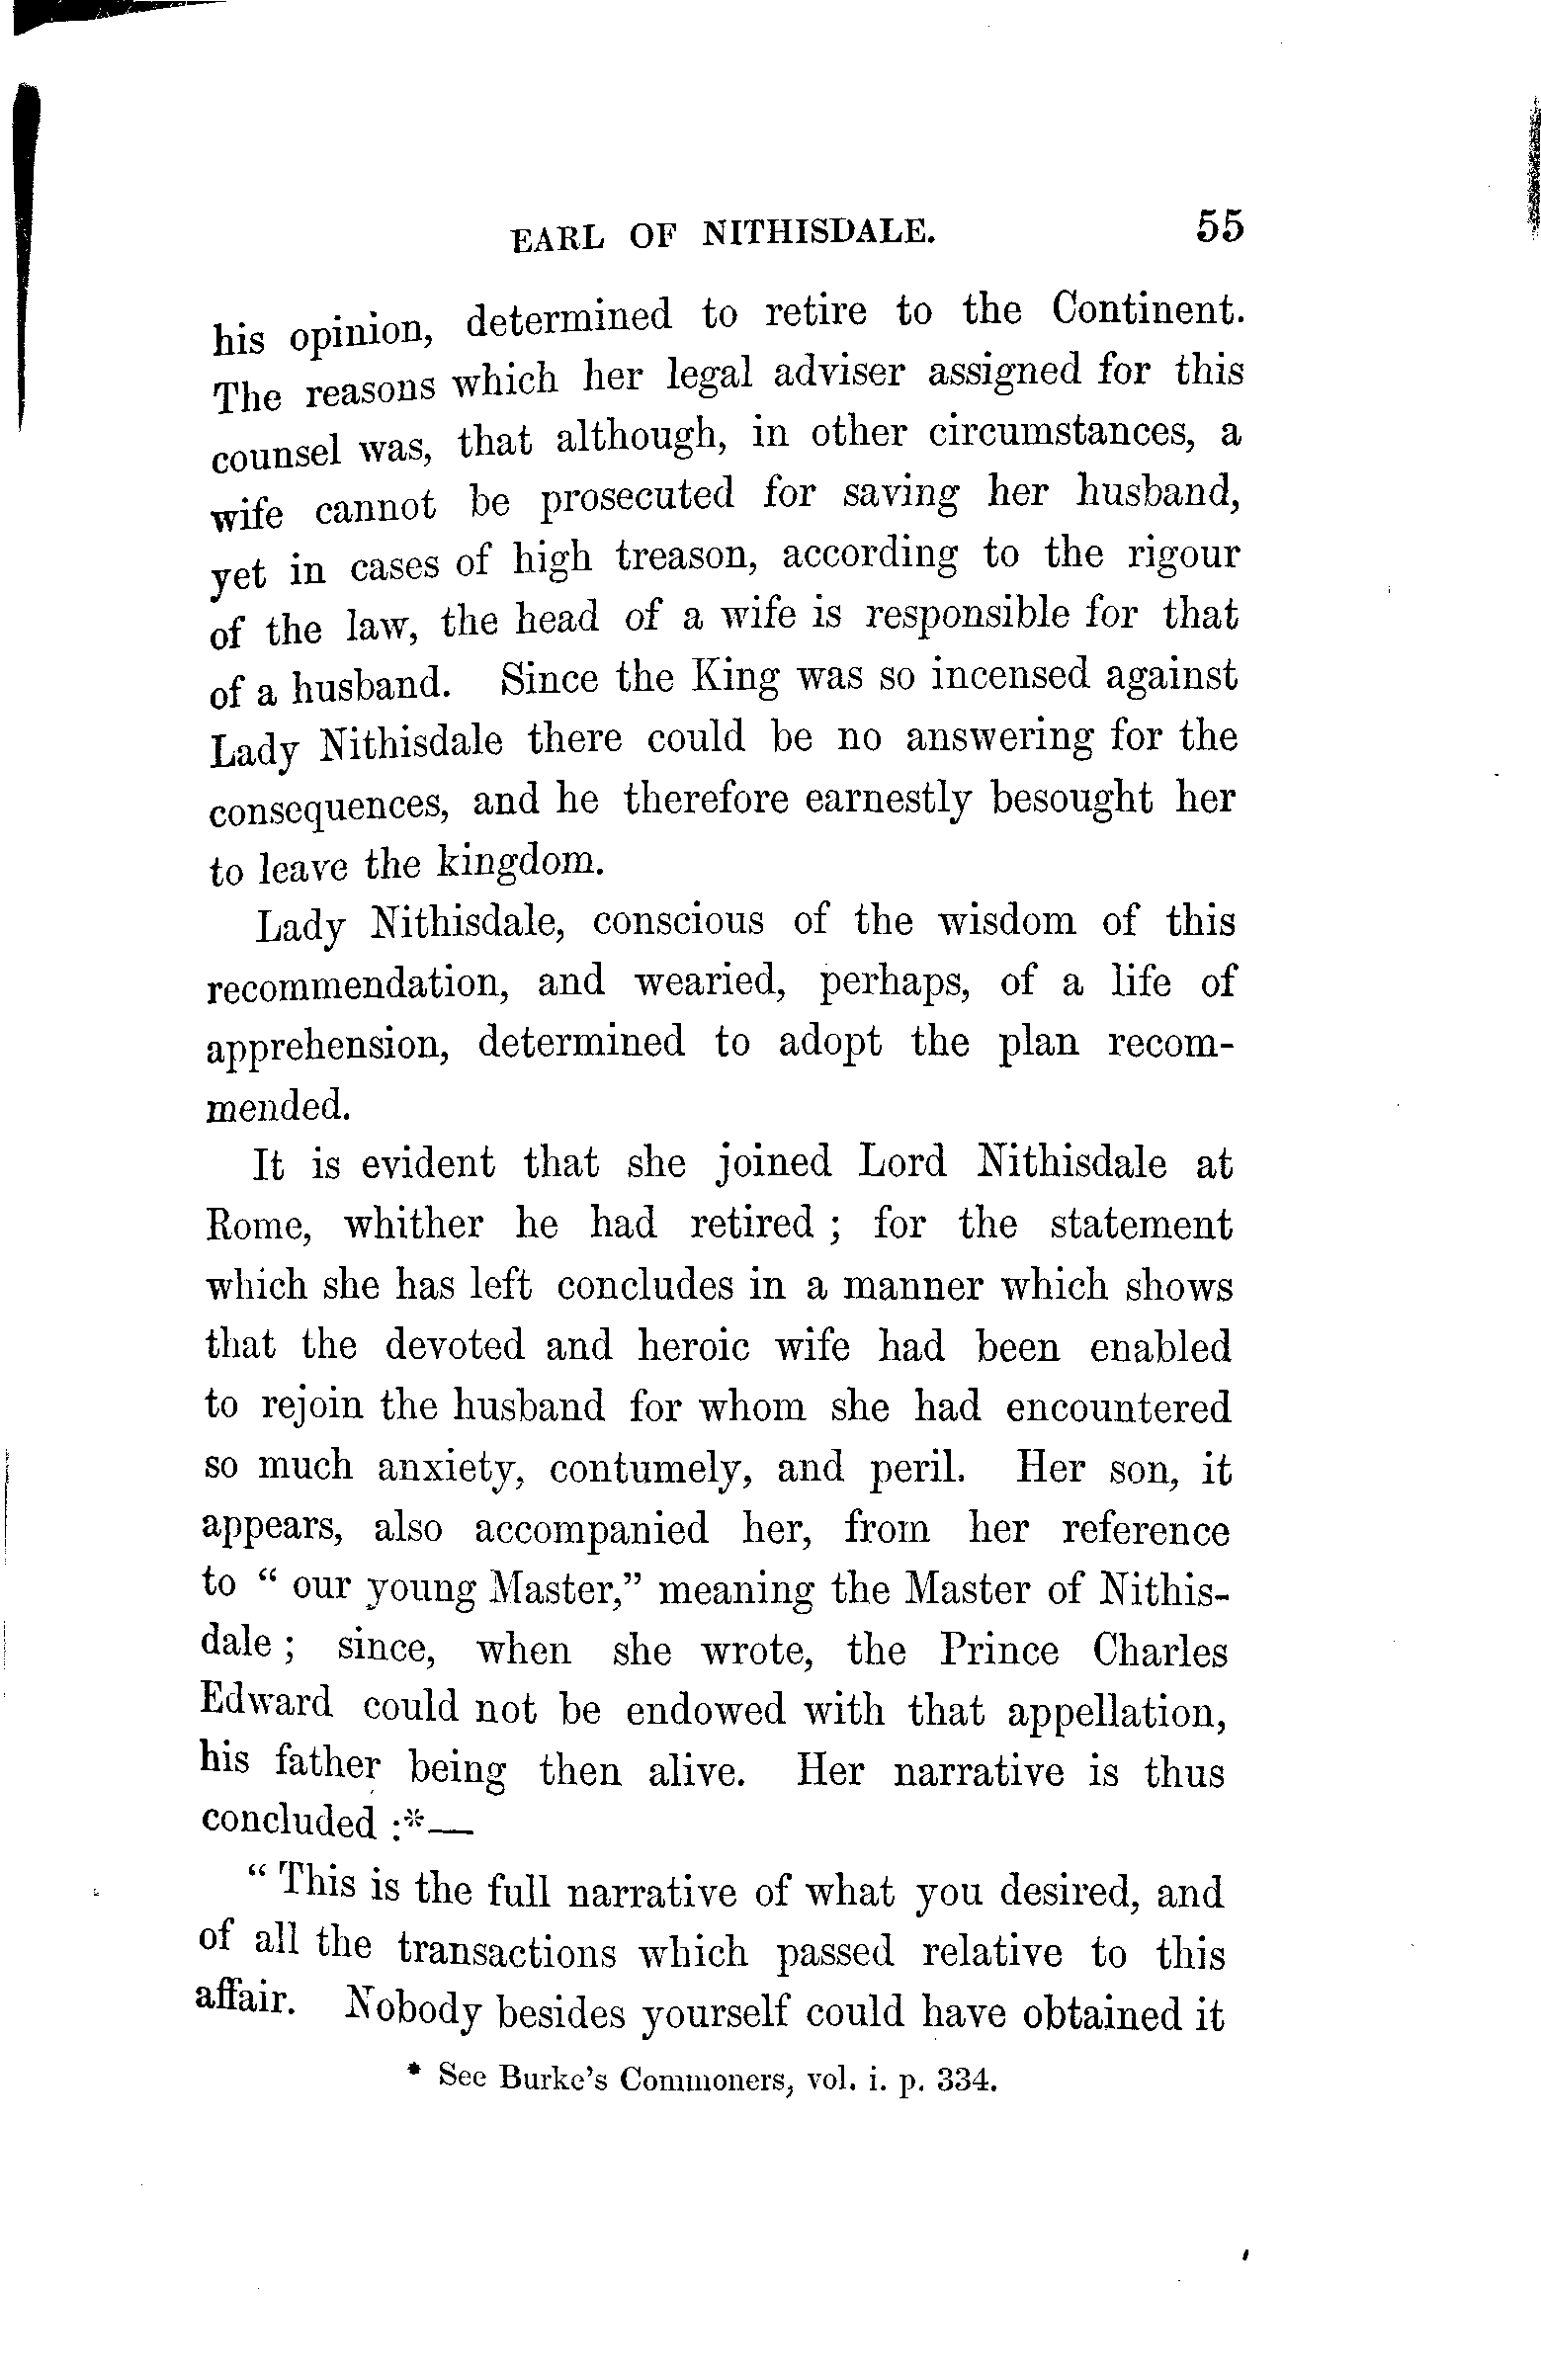 EARL OF NITHISDALE. 55
his opinion, determined to retire to the Continent.
The reasons which her legal adviser assigned for this
counsel was, that although, in other circumstances, a
wife cannot be prosecuted for saving her husband,
yet in cases of high treason, according to the rigour
of the law, the head of a wife is responsible for that
of a husband. Since the King was so incensed against
Lady Nithisdale there could be no answering for the
consequences, and he therefore earnestly besought her
to leave the kingdom.
Lady Nithisdale, conscious of the wisdom of this
recommendation, and wearied, perhaps, of a life of
apprehension, determined to adopt the plan recom-
mended.
It is evident that she joined Lord Nithisdale at
Rome, whither he had retired ; for the statement
which she has left concludes in a manner which shows
that the devoted and heroic wife had been enabled
to rejoin the husband for whom she had encountered
so much anxiety, contumely, and peril. Her son, it
appears, also accompanied her, from her reference
to “ our young Master,” meaning the Master of Nithis-
dale ; since, when she wrote, the Prince Charles
Edward could not be endowed with that appellation,
his father being then alive. Her narrative is thus
concluded :*—
“ This is the full narrative of what you desired, and
of all the transactions which passed relative to this
affair. Nobody besides yourself could have obtained it
* See Burke’s Commoners, vol. i. p. 334.